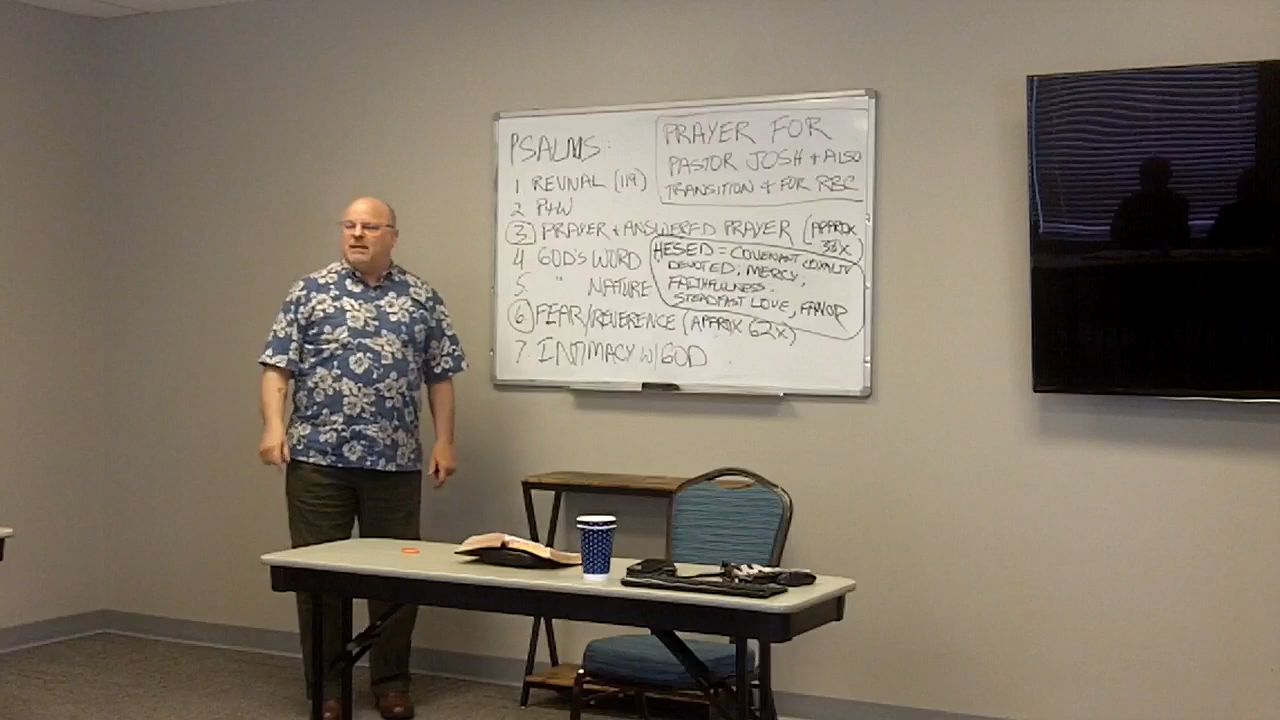 PSALMS:
PRAYER FOR
PASTOR JOSH + ALSO
TRANSITION + FOR RBC
1 REVIVAL (119)
2 P+W
3. PRAYER + ANSWERED PRAYER (APPROX
38X)
4 GOD'S WORD
5. " NATURE
HESED = COVENANT LOYALTY
DEVOTED, MERCY,
FAITHFULNESS.
STEADFAST LOVE, FAVOR
6. FEAR/REVERENCE (APPROX 62X)
7. INTIMACY W/GOD